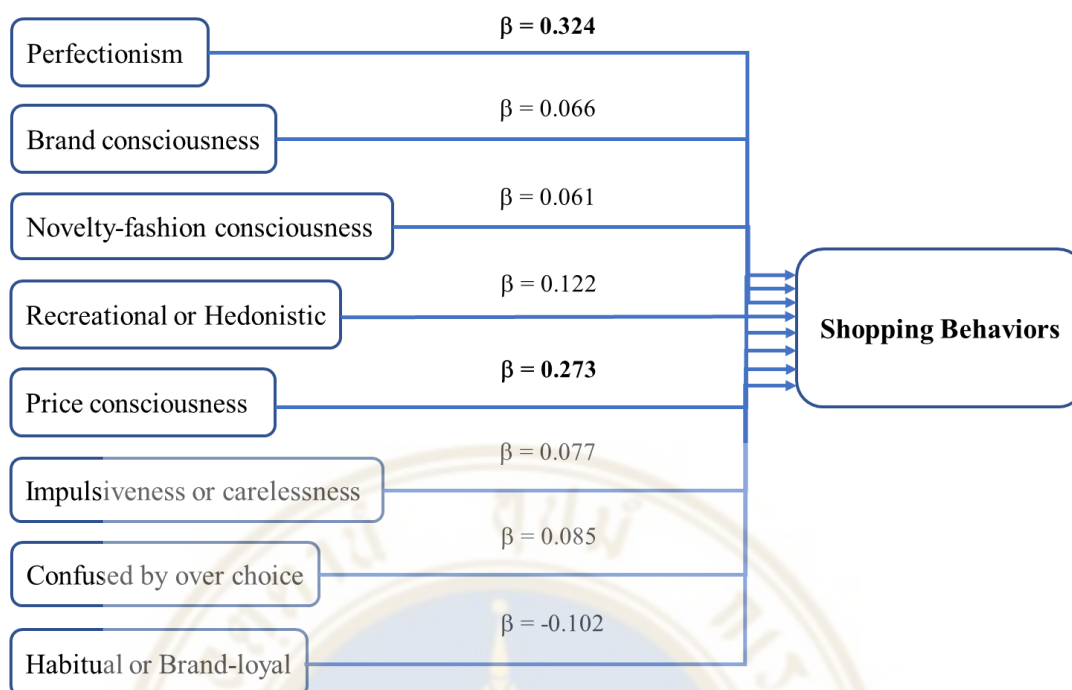 β = 0.324
Perfectionism
β = 0.066
Brand consciousness
β = 0.061
Novelty-fashion consciousness
β = 0.122
Recreational or Hedonistic
Shopping Behaviors
β = 0.273
Price consciousness
β = 0.077
Impulsiveness or carelessness
β = 0.085
Confused by over choice
β = -0.102
Habitual or Brand-loyal